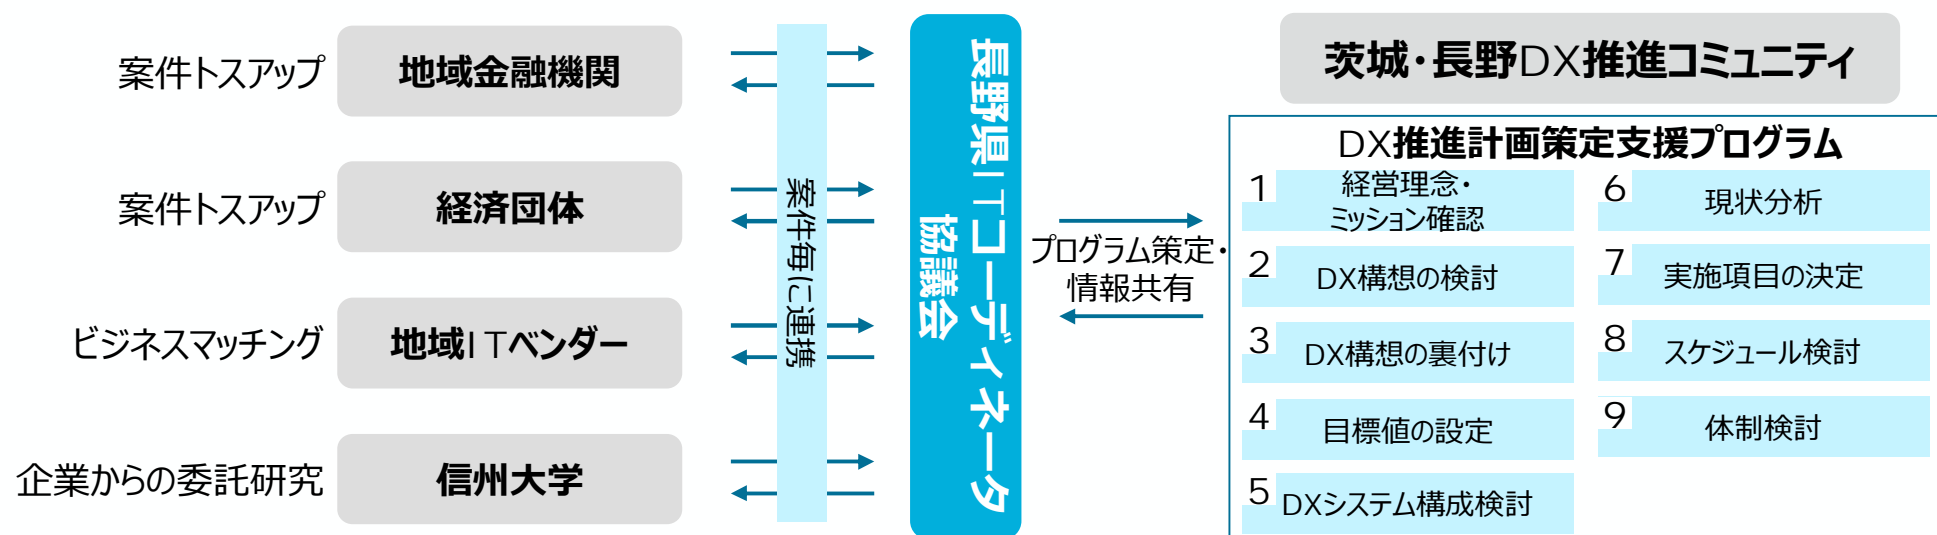 案件トスアップ
地域金融機関
案件トスアップ
経済団体
ビジネスマッチング
地域ITベンダー
企業からの委託研究
信州大学
案件毎に連携
長野県ITコーディネータ
協議会
プログラム策定・
情報共有
茨城・長野DX推進コミュニティ
DX推進計画策定支援プログラム
1
経営理念・
ミッション確認
2
DX構想の検討
3
DX構想の裏付け
4
目標値の設定
5
DXシステム構成検討
6
現状分析
7
実施項目の決定
8
スケジュール検討
9
体制検討